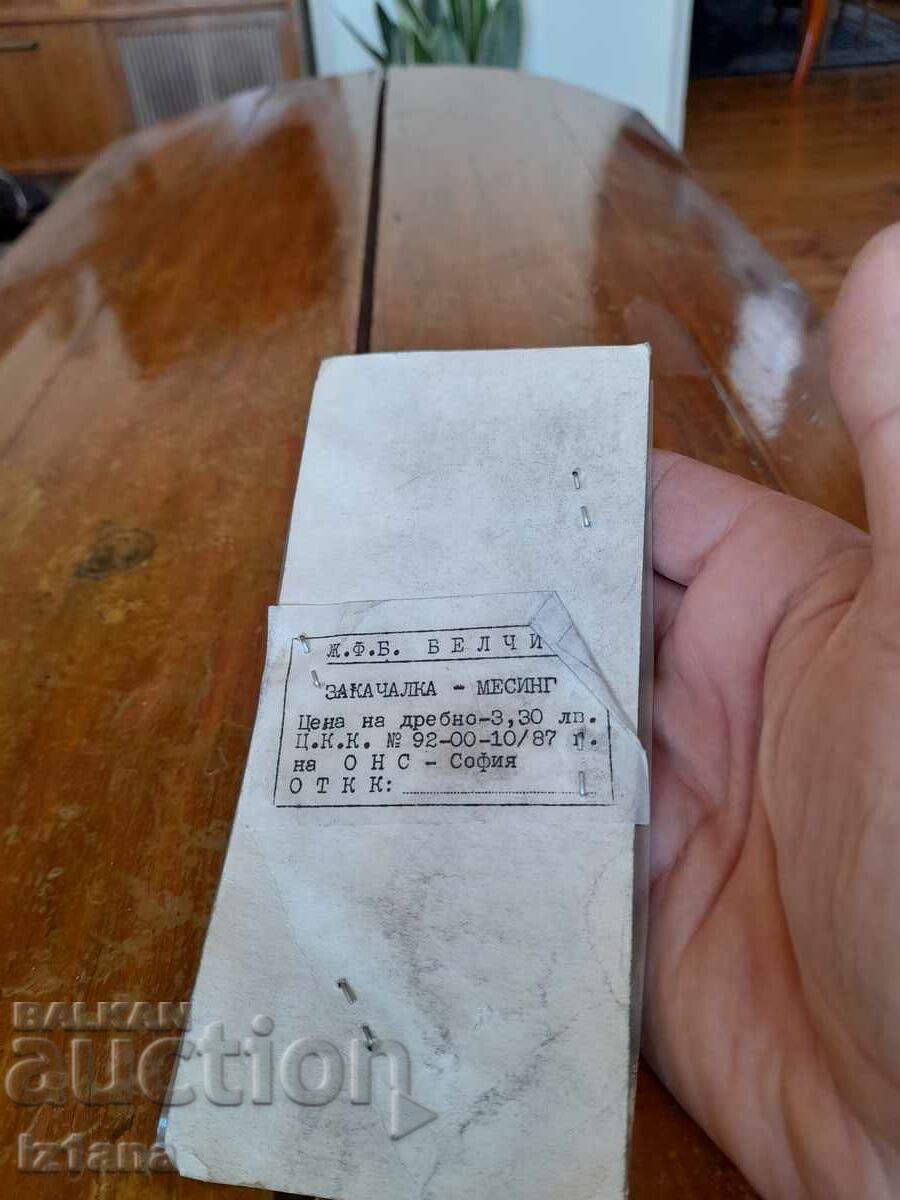 Ж.Ф.Б. БЕЛЧИ
ЗАКАЧАЛКА - МЕСИНГ
Цена на дребно-3,30 лв.
Ц.К.К. № 92-00-10/87 г.
на ОНС - София
ОТКК:
BALKAN
auction
iz1ana